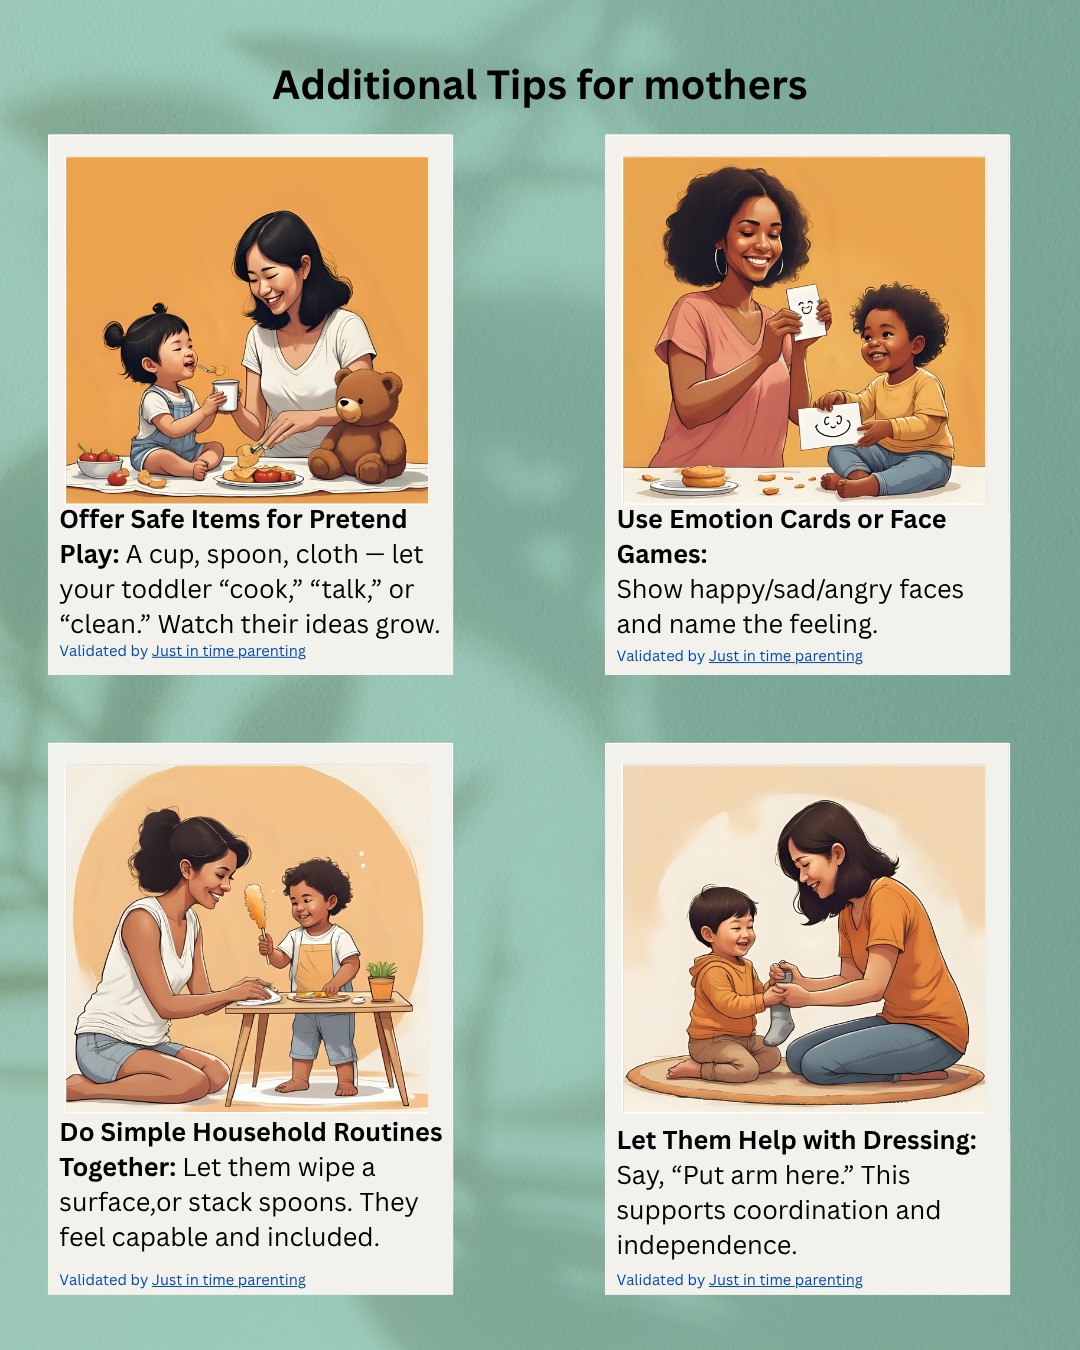 Additional Tips for mothers
Offer Safe Items for Pretend
Play: A cup, spoon, cloth — let
your toddler “cook,” “talk,” or
“clean.” Watch their ideas grow.
Validated by Just in time parenting
Use Emotion Cards or Face
Games:
Show happy/sad/angry faces
and name the feeling.
Validated by Just in time parenting
Do Simple Household Routines
Together: Let them wipe a
surface,or stack spoons. They
feel capable and included.
Validated by Just in time parenting
Let Them Help with Dressing:
Say, “Put arm here.” This
supports coordination and
independence.
Validated by Just in time parenting